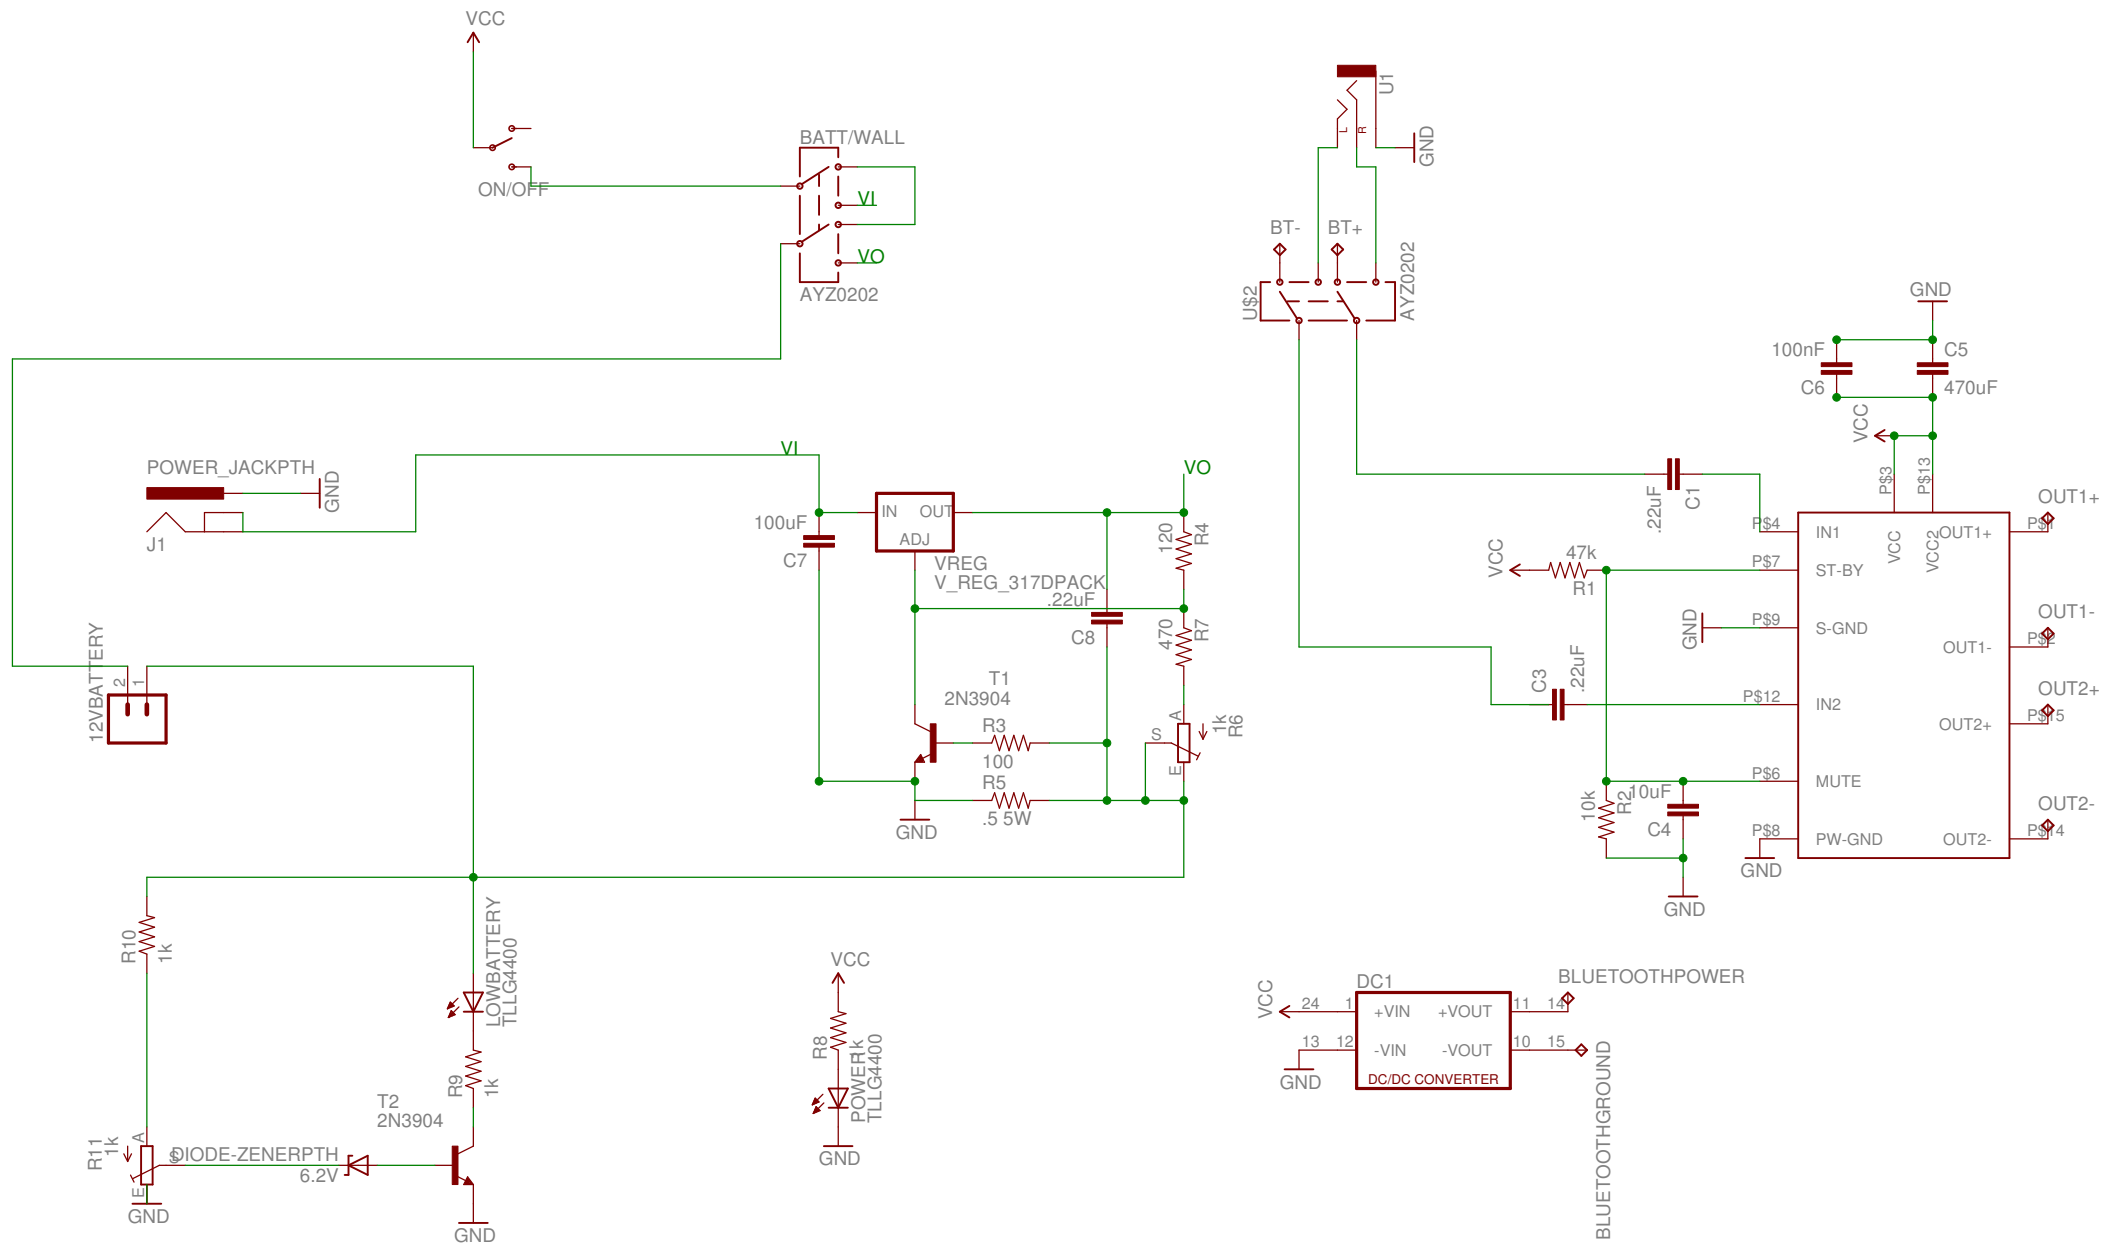 VCC
ON/OFF
BATT/WALL
VI
VO
AYZ0202
U1
L
R
GND
BT-
BT+
U$2
AYZ0202
GND
100nF
C6
C5
470uF
VCC
P$3
P$13
POWER_JACKPTH
GND
J1
VI
100uF
C7
IN
OUT
ADJ
VREG
V_REG_317DPACK
VO
120
R4
.22uF
C8
470
R7
T1
2N3904
R3
100
R5
.5 5W
GND
S
A
E
1k
R6
12VBATTERY
2
1
.22uF
C1
VCC
47k
R1
GND
C3
.22uF
10k
R2
10uF
C4
GND
GND
P$4
P$7
P$9
P$12
P$6
P$8
IN1
ST-BY
S-GND
IN2
MUTE
PW-GND
VCC
VCC2
OUT1+
OUT1-
OUT2+
OUT2-
OUT1+
P$1
OUT1-
P$2
OUT2+
P$15
OUT2-
P$14
R10
1k
LOWBATTERY
TLLG4400
R9
1k
T2
2N3904
R11
1k
A
S
E
GND
DIODE-ZENERPTH
6.2V
GND
VCC
R8
1k
POWER
TLLG4400
GND
VCC
24
1
13
12
GND
DC1
+VIN
+VOUT
-VIN
-VOUT
DC/DC CONVERTER
11
14
10
15
BLUETOOTHPOWER
BLUETOOTHGROUND